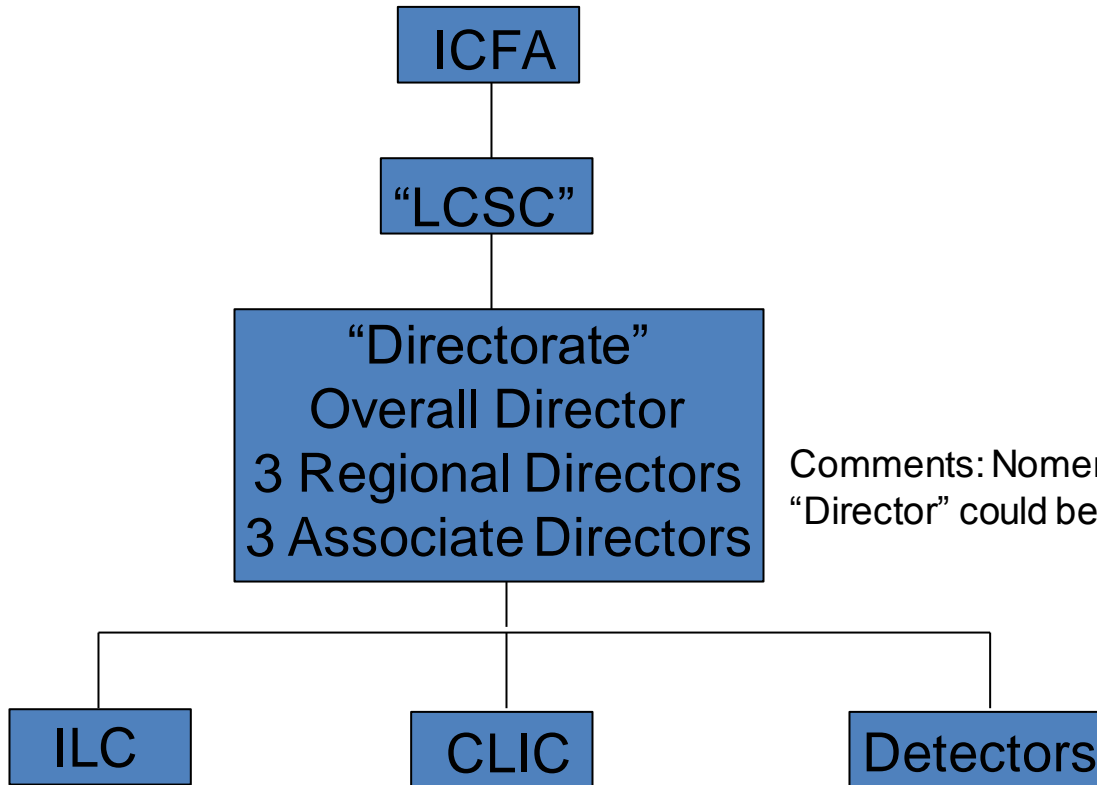 ICFA
“LCSC”
“Directorate”
Overall Director
3 Regional Directors
3 Associate Directors
Comments:
“Director” could be
ILC
CLIC
Detectors